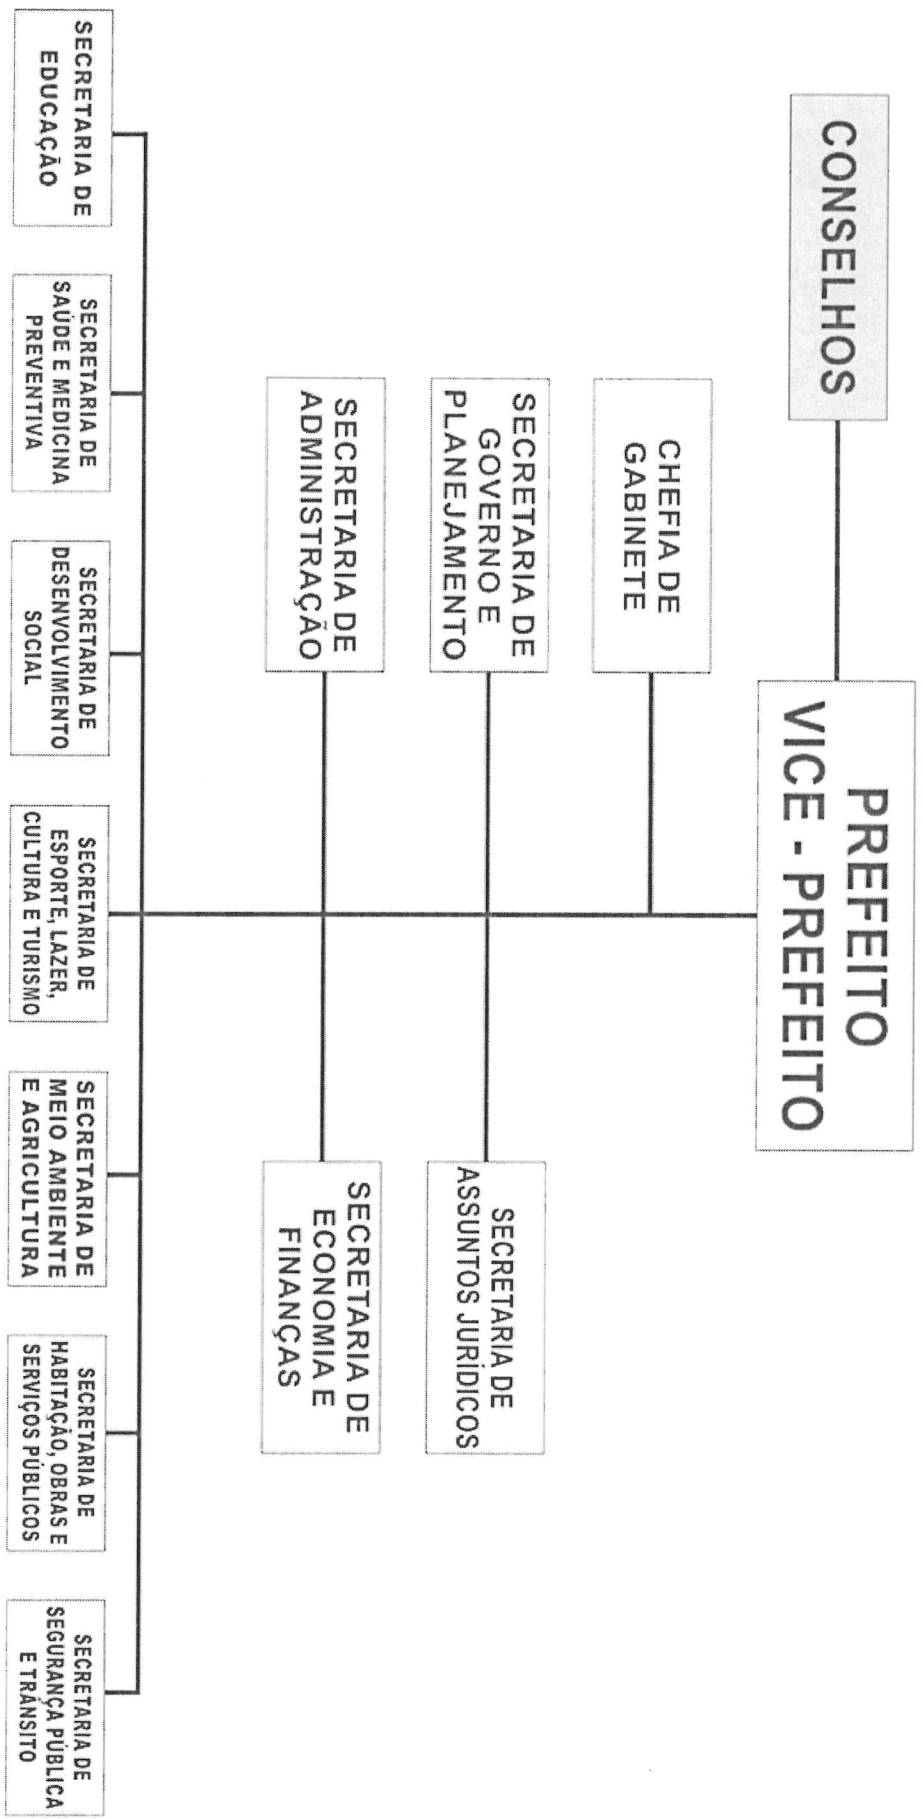 CONSELHOS
PREFEITO
VICE - PREFEITO
CHEFIA DE
GABINETE
SECRETARIA DE
GOVERNO E
PLANEJAMENTO
SECRETARIA DE
ASSUNTOS JURÍDICOS
SECRETARIA DE
ADMINISTRAÇÃO
SECRETARIA DE
ECONOMIA E
FINANÇAS
SECRETARIA DE
EDUCAÇÃO
SECRETARIA DE
SAÚDE E MEDICINA
PREVENTIVA
SECRETARIA DE
DESENVOLVIMENTO
SOCIAL
SECRETARIA DE
ESPORTE, LAZER,
CULTURA E TURISMO
SECRETARIA DE
MEIO AMBIENTE
E AGRICULTURA
SECRETARIA DE
HABITAÇÃO, OBRAS E
SERVIÇOS PÚBLICOS
SECRETARIA DE
SEGURANÇA PÚBLICA
E TRÂNSITO